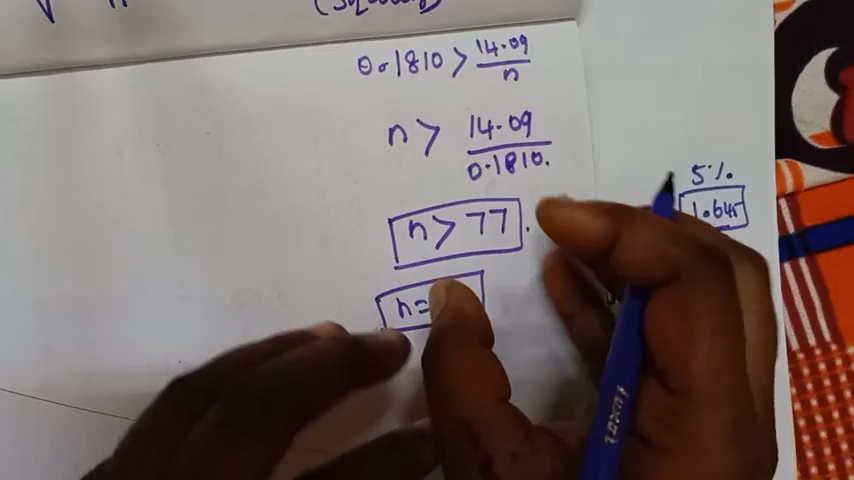 0.1810 > 14.09/n
n > 14.09/0.1810.
n > 77.
n=
5%
1.645